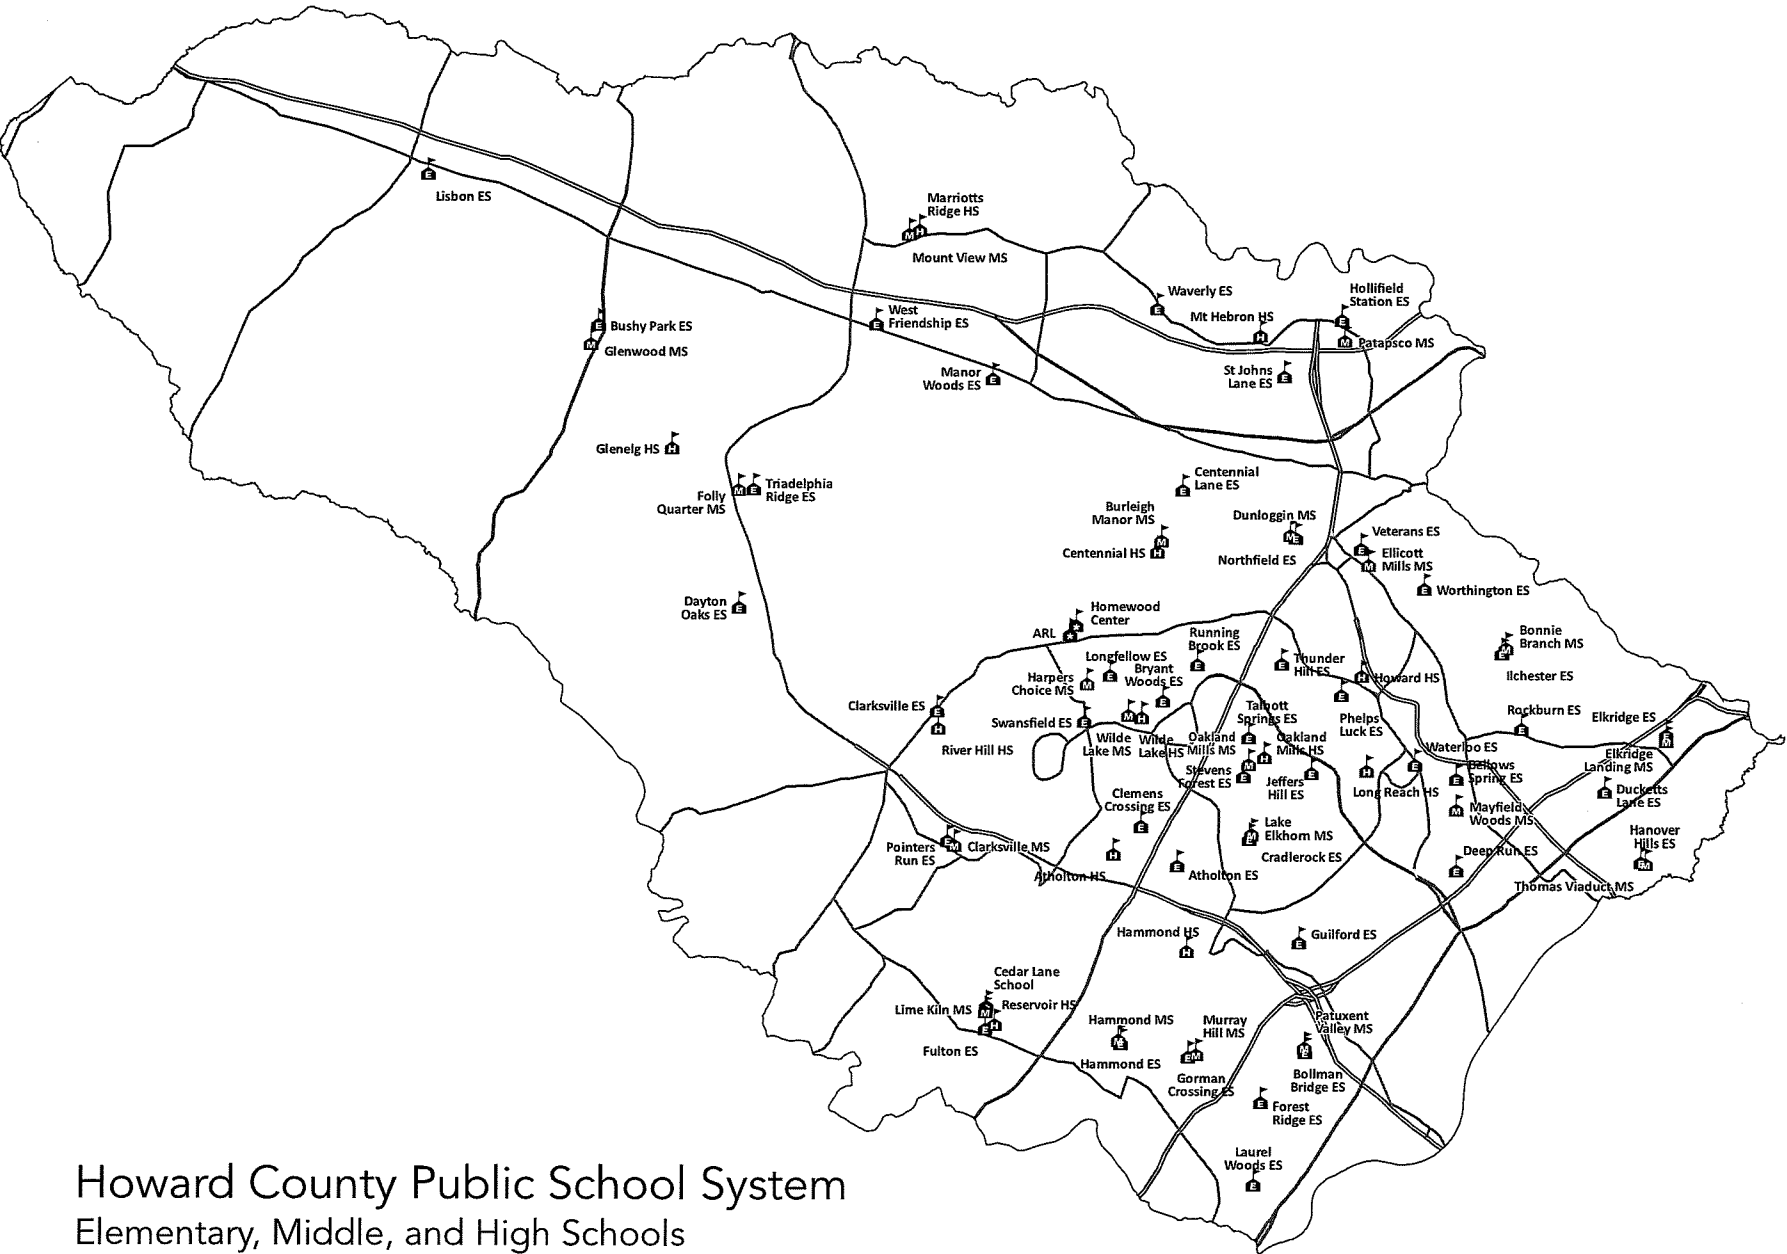 Lisbon ES
Marriotts
Ridge HS
Mount View MS
Waverly ES
Hollifield
Station ES
Mt Hebron HS
Patapsco MS
Bushy Park ES
Glenwood MS
West
Friendship ES
Manor
Woods ES
St Johns
Lane ES
Glenelg HS
Folly
Quarter MS
Triadelphia
Ridge ES
Centennial
Lane ES
Burleigh
Manor MS
Centennial HS
Dunloggin MS
Northfield ES
Veterans ES
Ellicott
Mills MS
Worthington ES
Dayton
Oaks ES
Homewood
Center
ARL
Running
Brook ES
Bonnie
Branch MS
Ilchester ES
Longfellow ES
Bryant
Woods ES
Harpers
Choice MS
Thunder
Hill ES
Howard HS
Clarksville ES
River Hill HS
Swansfield ES
Wilde
Lake MS
Wilde
Lake HS
Talbott
Springs ES
Oakland
Mills MS
Oakland
Mills HS
Stevens
Forest ES
Jeffers
Hill ES
Phelps
Luck ES
Rockburn ES
Elkridge ES
Elkridge
Landing MS
Waterloo ES
Bellows
Spring ES
Long Reach HS
Ducketts
Lane ES
Mayfield
Woods MS
Clemens
Crossing ES
Lake
Elkhorn MS
Cradlerock ES
Hanover
Hills ES
Deep Run ES
Thomas Viaduct MS
Pointers
Run ES
Clarksville MS
Atholton HS
Atholton ES
Hammond HS
Guilford ES
Cedar Lane
School
Lime Kiln MS
Reservoir HS
Fulton ES
Hammond MS
Hammond ES
Murray
Hill MS
Gorman
Crossing ES
Patuxent
Valley MS
Bollman
Bridge ES
Forest
Ridge ES
Laurel
Woods ES
Howard County Public School System
Elementary, Middle, and High Schools